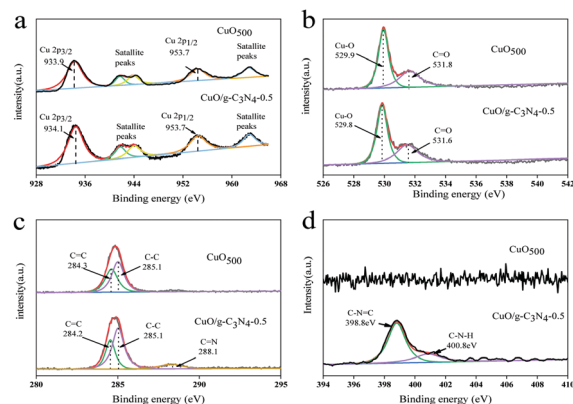 a
Cu 2p3/2
933.9
Satellite
peaks
Cu 2p1/2
953.7
Satellite
peaks
CuO500
Cu 2p3/2
934.1
Satellite
peaks
Cu 2p1/2
953.7
CuO/g-C3N4-0.5
Satellite
peaks
intensity(a.u.)
928 936 944 952 960 968
Binding energy (eV)
b
Cu-O
529.9
C=O
531.8
CuO500
Cu-O
529.8
C=O
531.6
CuO/g-C3N4-0.5
intensity(a.u.)
526 528 530 532 534 536 538 540 542
Binding energy (eV)
c
C=C
284.3
C-C
285.1
CuO500
C=C
284.2
C-C
285.1
C=N
288.1
CuO/g-C3N4-0.5
intensity(a.u.)
280 285 290 295
Binding energy (eV)
d
CuO500
C-N=C
398.8eV
C-N-H
400.8eV
CuO/g-C3N4-0.5
Intensity(a.u.)
394 396 398 400 402 404 406 408 410
Binding energy (eV)